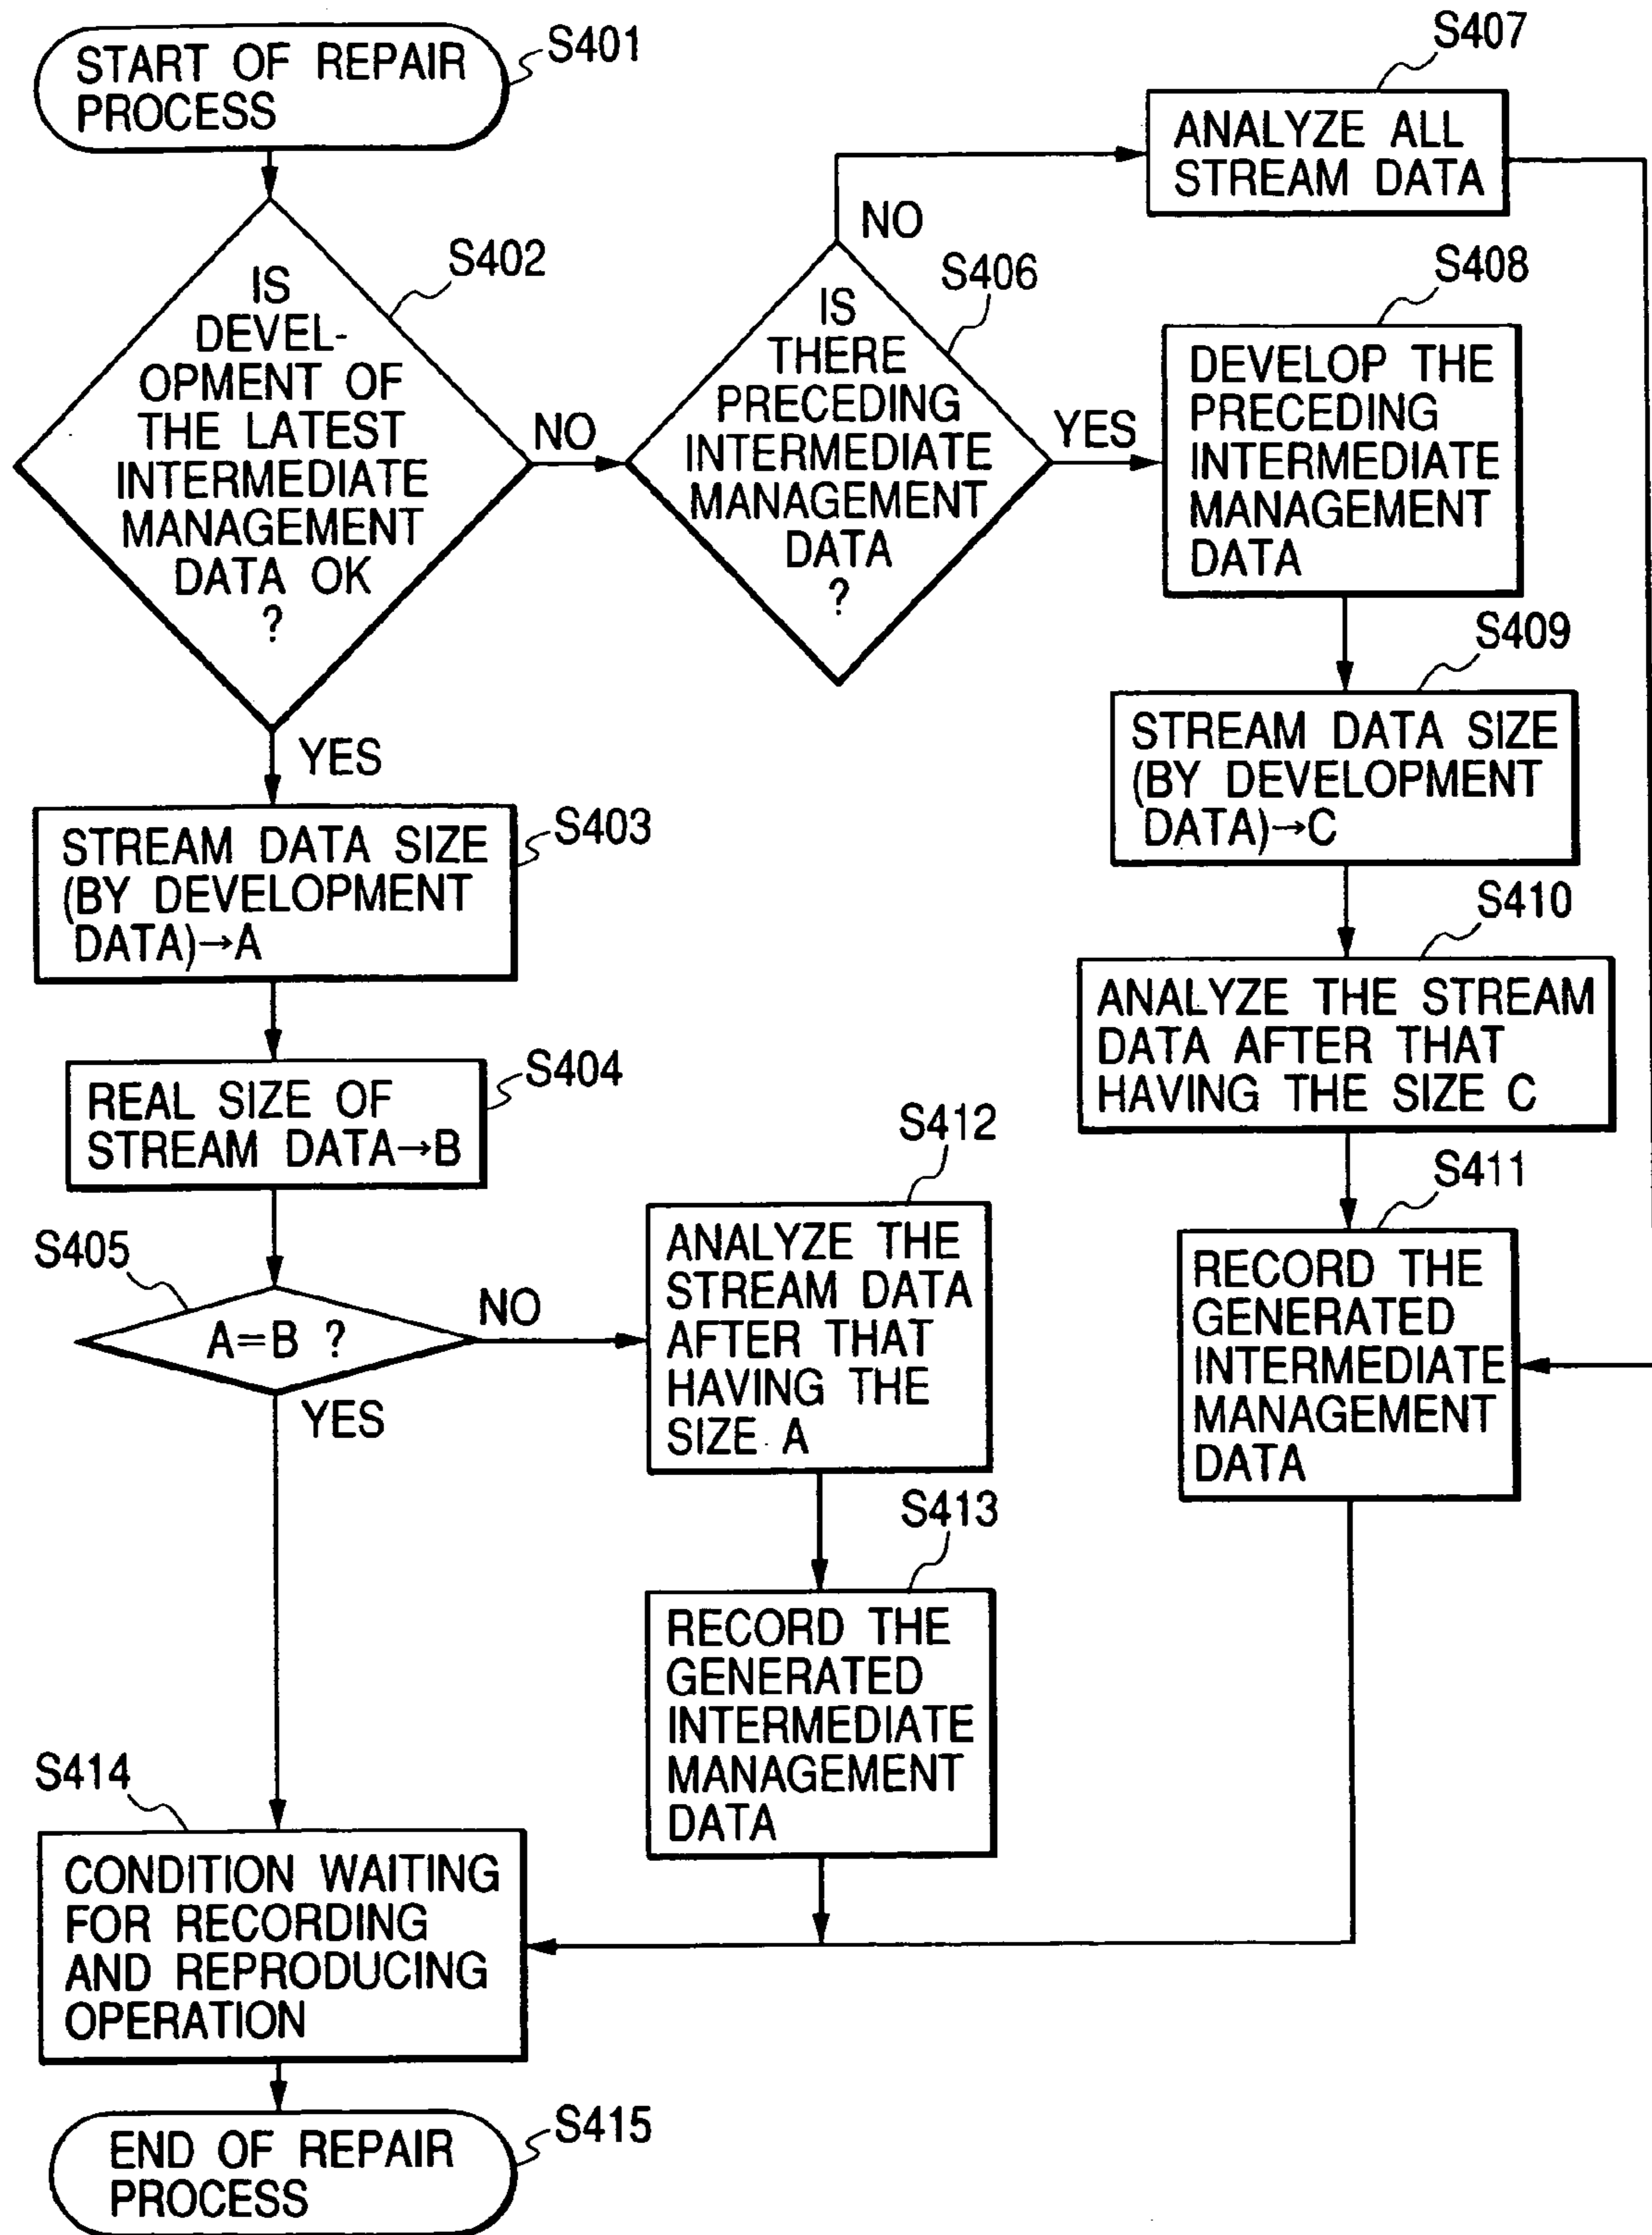 START OF REPAIR
PROCESS
S401
IS
DEVEL-
OPMENT OF
THE LATEST
INTERMEDIATE
MANAGEMENT
DATA OK
?
S402
NO
YES
STREAM DATA SIZE
(BY DEVELOPMENT
DATA)→A
S403
REAL SIZE OF
STREAM DATA→B
S404
S405
A=B ?
NO
YES
IS
THERE
PRECEDING
INTERMEDIATE
MANAGEMENT
DATA
?
S406
NO
YES
S407
ANALYZE ALL
STREAM DATA
S408
DEVELOP THE
PRECEDING
INTERMEDIATE
MANAGEMENT
DATA
S409
STREAM DATA SIZE
(BY DEVELOPMENT
DATA)→C
S410
ANALYZE THE STREAM
DATA AFTER THAT
HAVING THE SIZE C
S411
RECORD THE
GENERATED
INTERMEDIATE
MANAGEMENT
DATA
S412
ANALYZE THE
STREAM DATA
AFTER THAT
HAVING THE
SIZE A
S413
RECORD THE
GENERATED
INTERMEDIATE
MANAGEMENT
DATA
S414
CONDITION WAITING
FOR RECORDING
AND REPRODUCING
OPERATION
END OF REPAIR
PROCESS
S415